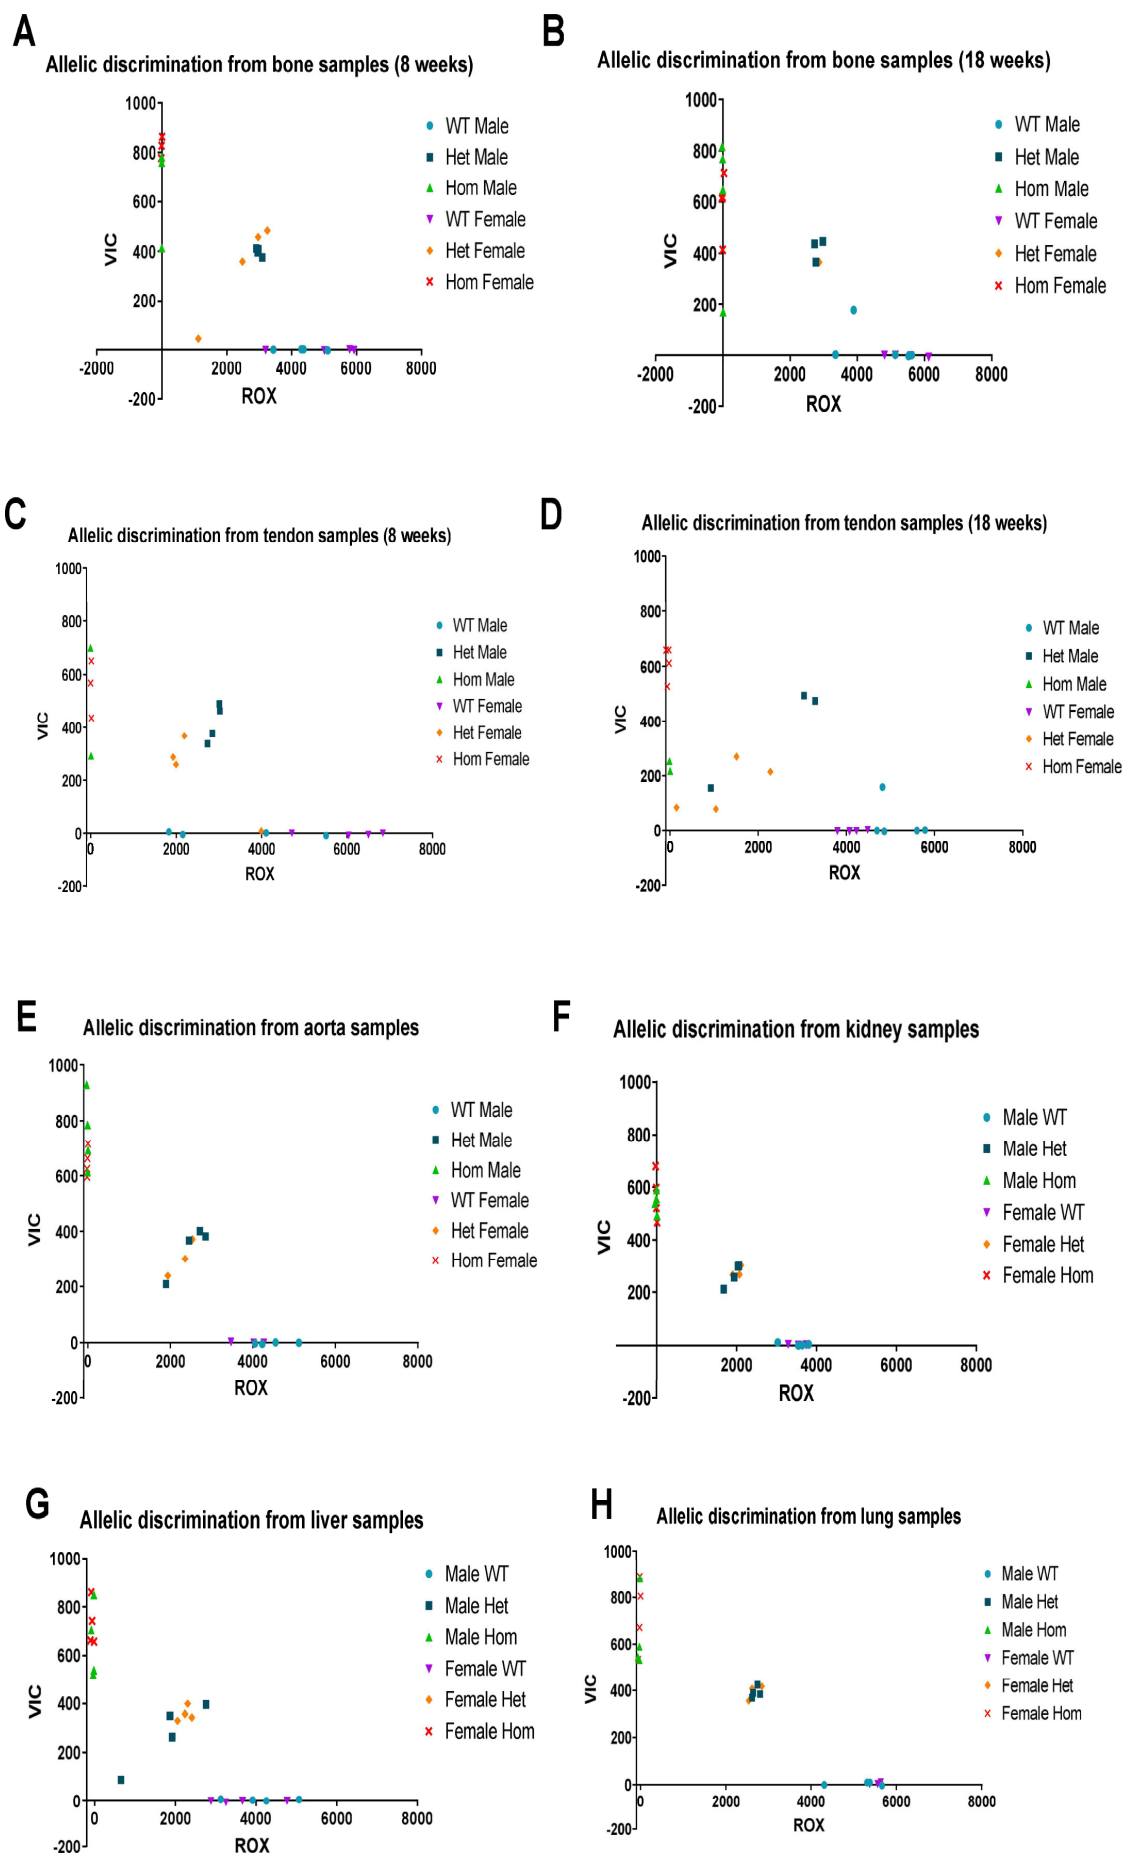 A
Allelic discrimination from bone samples (8 weeks)
1000
800
600
400
200
-200
-2000
2000
4000
6000
8000
VIC
ROX
WT Male
Het Male
Hom Male
WT Female
Het Female
Hom Female
B
Allelic discrimination from bone samples (18 weeks)
1000
800
600
400
200
-200
-2000
2000
4000
6000
8000
VIC
ROX
WT Male
Het Male
Hom Male
WT Female
Het Female
Hom Female
C
Allelic discrimination from tendon samples (8 weeks)
1000
800
600
400
200
0
-200
0
2000
4000
6000
8000
VIC
ROX
WT Male
Het Male
Hom Male
WT Female
Het Female
Hom Female
D
Allelic discrimination from tendon samples (18 weeks)
1000
800
600
400
200
0
-200
0
2000
4000
6000
8000
VIC
ROX
WT Male
Het Male
Hom Male
WT Female
Het Female
Hom Female
E
Allelic discrimination from aorta samples
1000
800
600
400
200
0
-200
0
2000
4000
6000
8000
VIC
ROX
WT Male
Het Male
Hom Male
WT Female
Het Female
Hom Female
F
Allelic discrimination from kidney samples
1000
800
600
400
200
-200
2000
4000
6000
8000
VIC
ROX
Male WT
Male Het
Male Hom
Female WT
Female Het
Female Hom
G
Allelic discrimination from liver samples
1000
800
600
400
200
0
-200
0
2000
4000
6000
8000
VIC
ROX
Male WT
Male Het
Male Hom
Female WT
Female Het
Female Hom
H
Allelic discrimination from lung samples
1000
800
600
400
200
0
-200
0
2000
4000
6000
8000
VIC
ROX
Male WT
Male Het
Male Hom
Female WT
Female Het
Female Hom